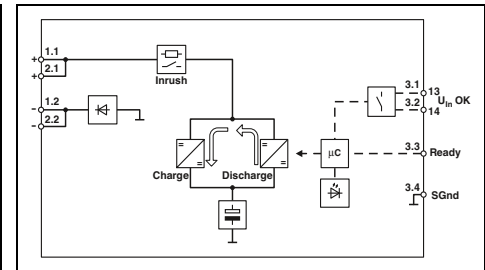 + 1.1
+ 2.1
Inrush
- 1.2
- 2.2
3.1
13
U_In OK
3.2
14
= =
= =
µC
3.3 Ready
Charge
Discharge
3.4
SGnd